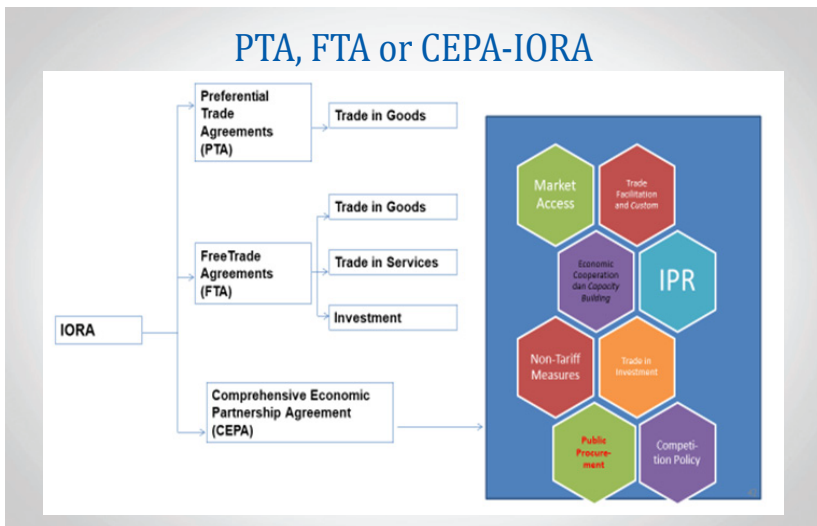 PTA, FTA or CEPA-IORA
Preferential
Trade
Agreements
(PTA)
Trade in Goods
Trade in Goods
FreeTrade
Agreements
(FTA)
Trade in Services
Investment
IORA
Comprehensive Economic
Partnership Agreement
(CEPA)
Market
Access
Trade
Facilitation
and Custom
Economic
Cooperation
dan Capacity
Building
IPR
Non-Tariff
Measures
Trade in
Investment
Public
Procure-
ment
Competi-
tion Policy